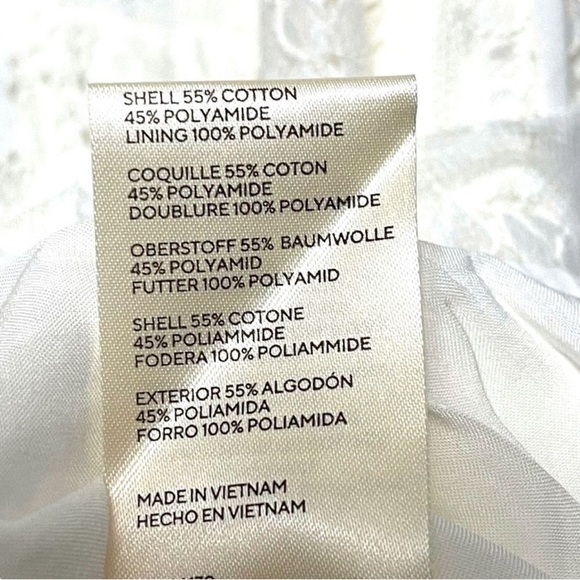 SHELL 55% COTTON
45% POLYAMIDE
LINING 100% POLYAMIDE
COQUILLE 55% COTON
45% POLYAMIDE
DOUBLURE 100% POLYAMIDE
OBERSTOFF 55% BAUMWOLLE
45% POLYAMID
FUTTER 100% POLYAMID
SHELL 55% COTONE
45% POLIAMMIDE
FODERA 100% POLIAMMIDE
EXTERIOR 55% ALGODÓN
45% POLIAMIDA
FORRO 100% POLIAMIDA
MADE IN VIETNAM
HECHO EN VIETNAM